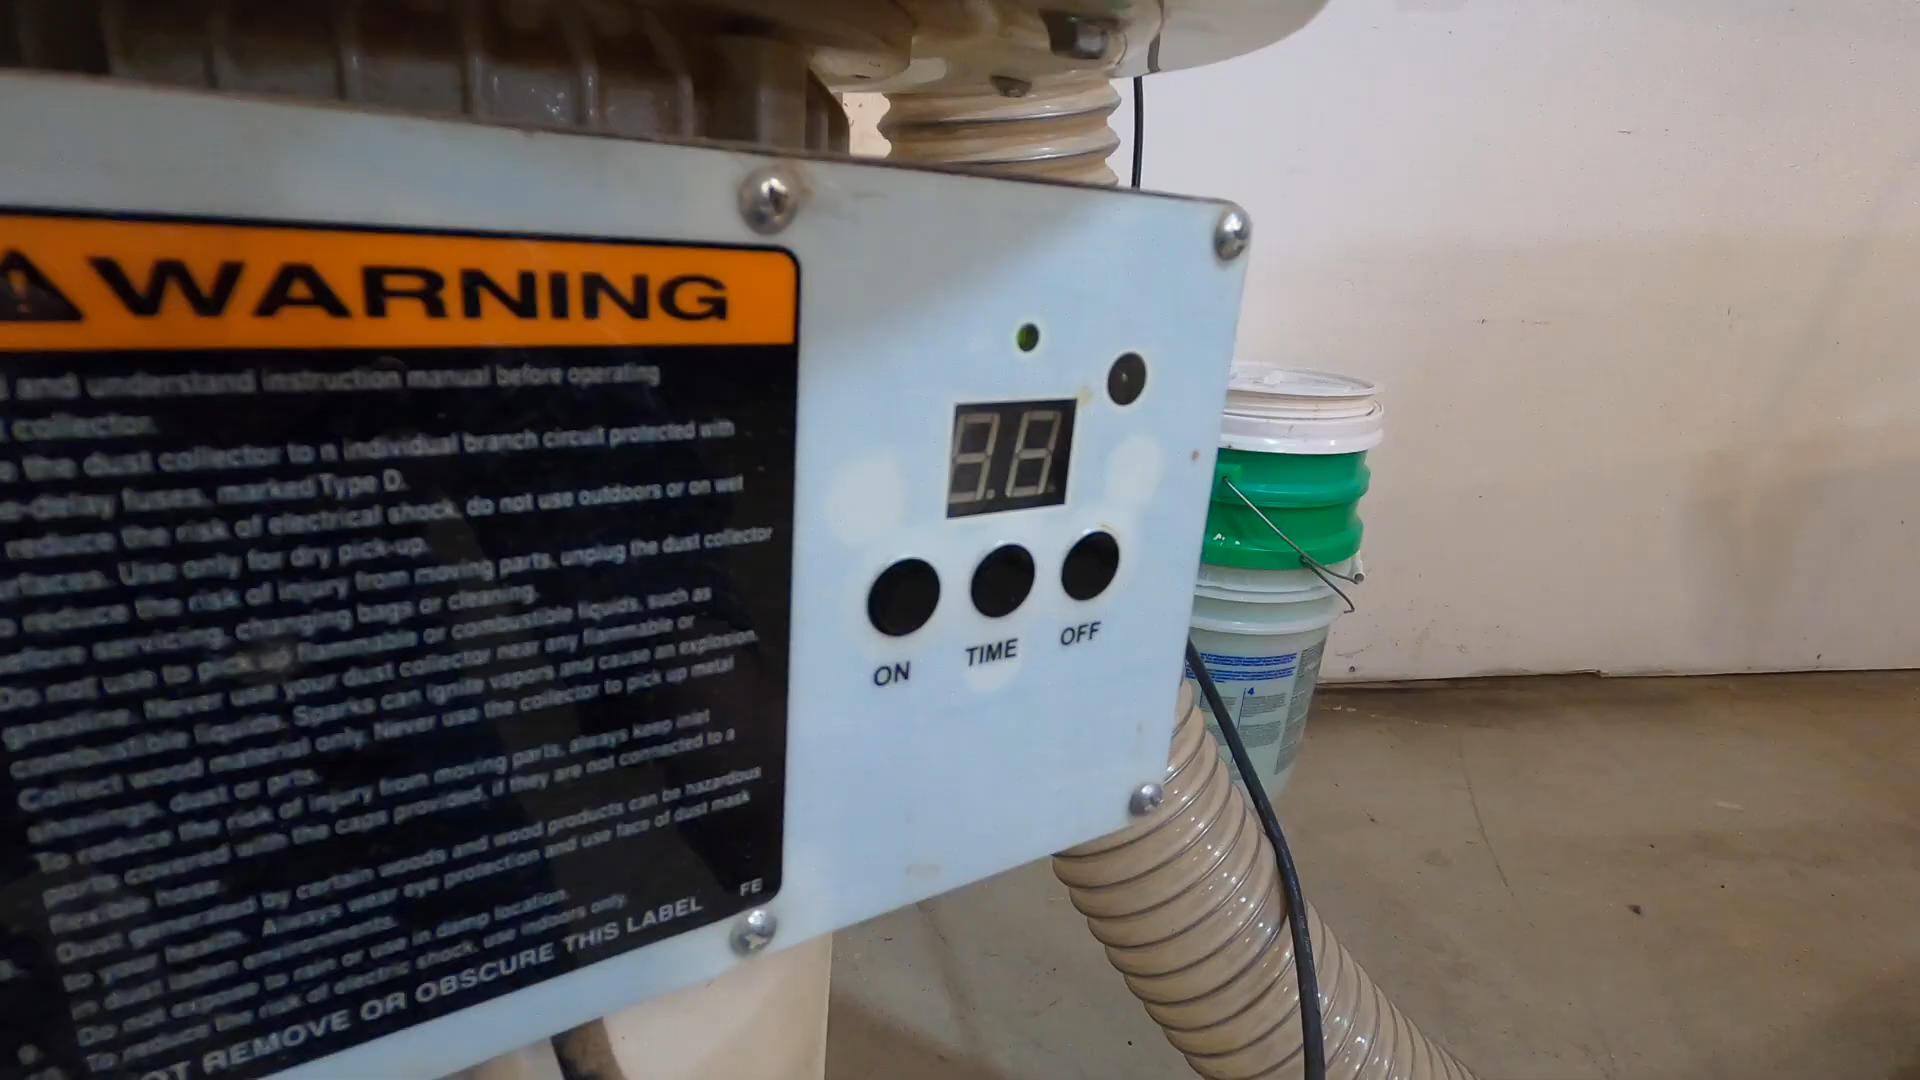 WARNING
and understand instruction manual before operating
collector.
the dust collector to n individual branch circuit protected with
-delay fuses, marked Type D.
reduce the risk of electrical shock, do not use outdoors or on wet
rfaces. Use only for dry pick-up.
reduce the risk of injury from moving parts, unplug the dust collector
before servicing, changing bags or cleaning.
Do not use to pick up flammable or combustible liquids, such as
gasoline. Never use your dust collector near any flammable or
combustible liquids. Sparks can ignite vapors and cause an explosion.
Collect wood material only. Never use the collector to pick up metal
shavings, dust or prts.
To reduce the risk of injury from moving parts, always keep inlet
ports covered with the caps provided, if they are not connected to a
flexible hose.
Dust generated by certain woods and wood products can be hazardous
to your health. Always wear eye protection and use face of dust mask
in dust laden environments.
Do not expose to rain or use in damp location.
To reduce the risk of electric shock, use indoors only.
OT REMOVE OR OBSCURE THIS LABEL
FE
ON
TIME
OFF
4